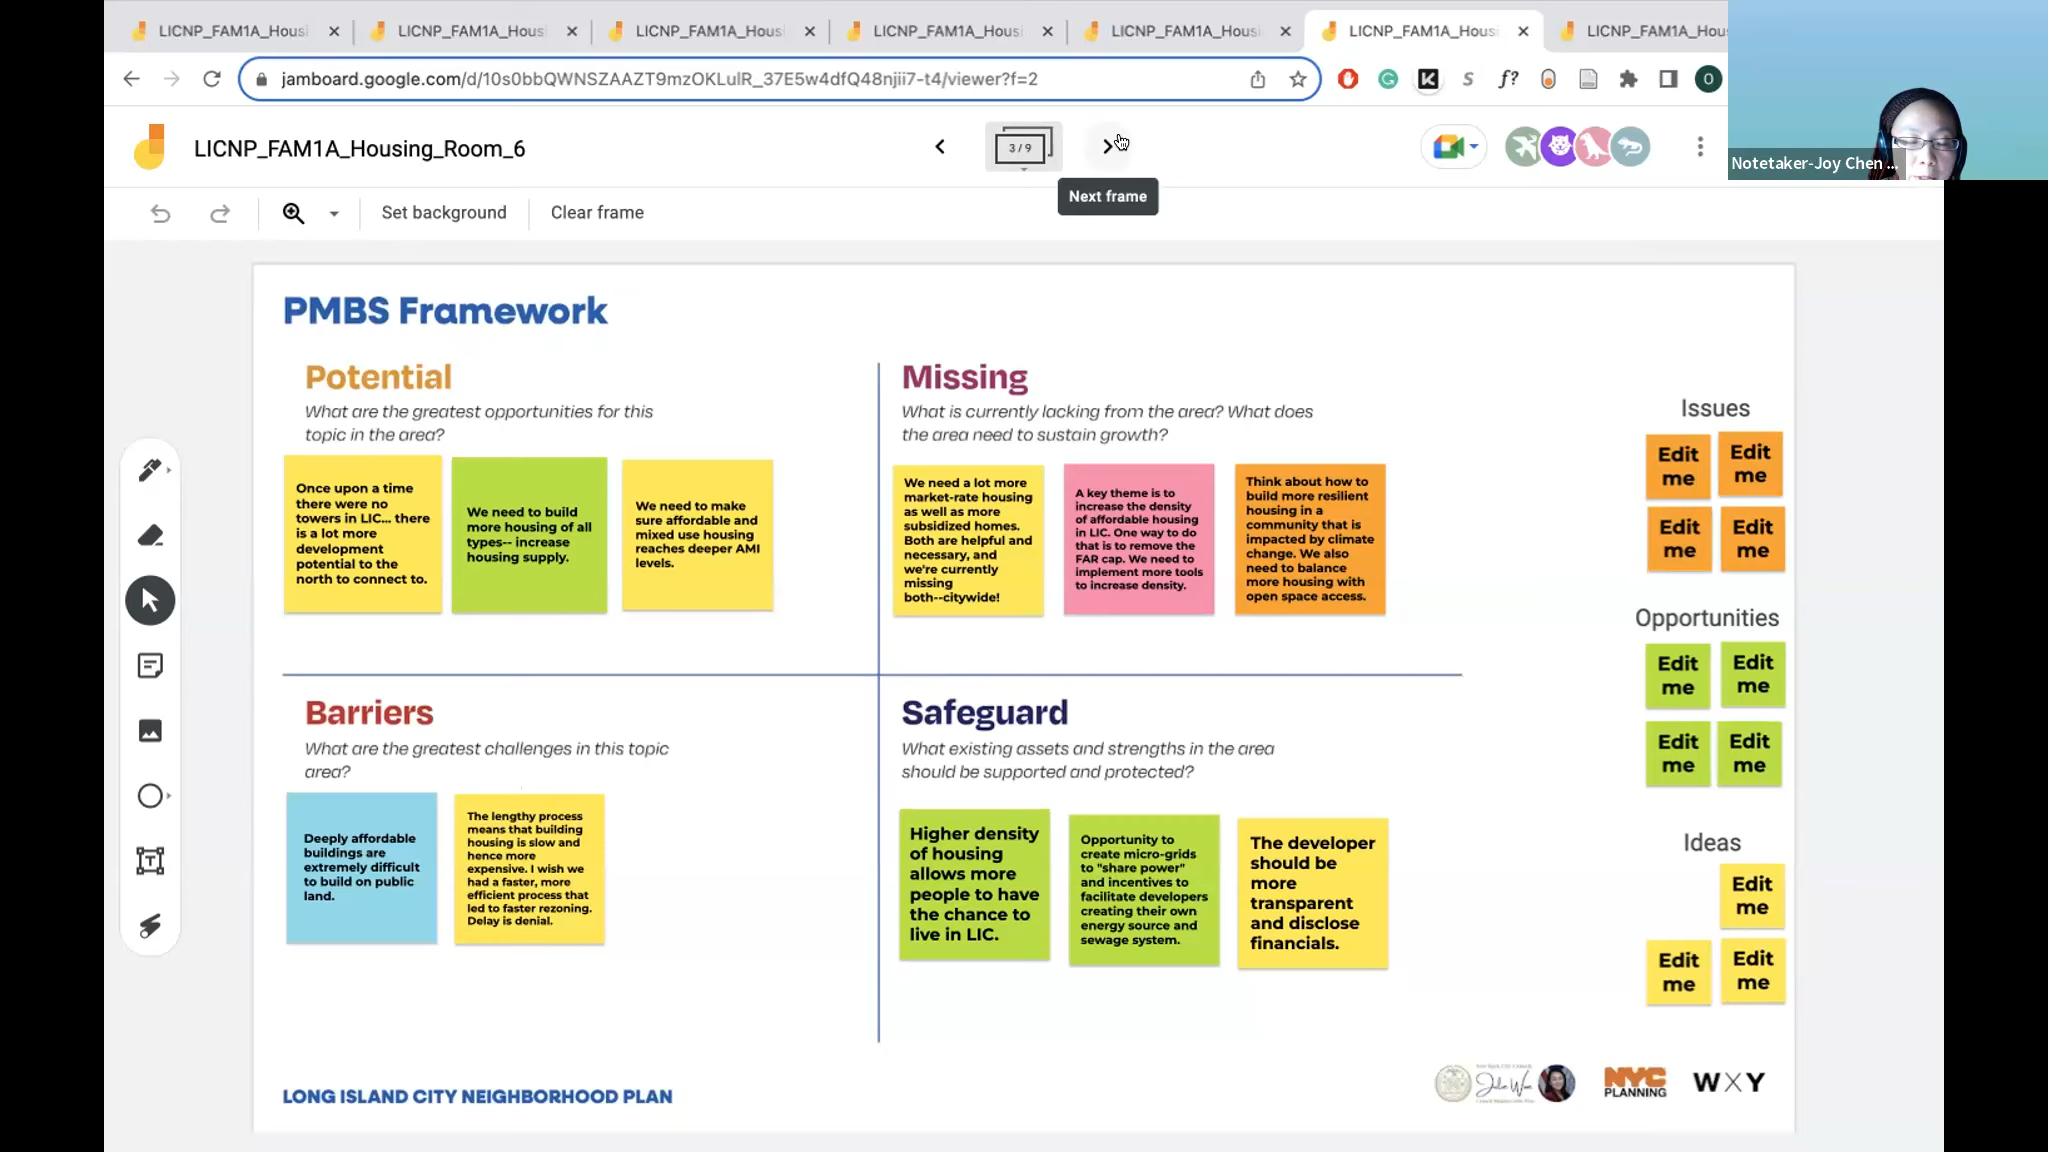 LICNP_FAM1A_Housi
LICNP_FAM1A_Hous
LICNP_FAM1A_Hous
LICNP_FAM1A_Housi
LICNP_FAM1A_Hous
LICNP_FAM1A_Hous
LICNP_FAM1A_Hous
jamboard.google.com/d/10s0bbQWNSZAAZT9mzOKLulR_37E5w4dfQ48njii7-t4/viewer?f=2
LICNP_FAM1A_Housing_Room_6
3 / 9
Next frame
Notetaker-Joy Chen ...
Set background
Clear frame
PMBS Framework
Potential
What are the greatest opportunities for this
topic in the area?
Once upon a time
there were no
towers in LIC... there
is a lot more
development
potential to the
north to connect to.
We need to build
more housing of all
types-- increase
housing supply.
We need to make
sure affordable and
mixed use housing
reaches deeper AMI
levels.
Missing
What is currently lacking from the area? What does
the area need to sustain growth?
We need a lot more
market-rate housing
as well as more
subsidized homes.
Both are helpful and
necessary, and
we're currently
missing
both--citywide!
A key theme is to
increase the density
of affordable housing
in LIC. One way to do
that is to remove the
FAR cap. We need to
implement more tools
to increase density.
Think about how to
build more resilient
housing in a
community that is
impacted by climate
change. We also
need to balance
more housing with
open space access.
Barriers
What are the greatest challenges in this topic
area?
Deeply affordable
buildings are
extremely difficult
to build on public
land.
The lengthy process
means that building
housing is slow and
hence more
expensive. I wish we
had a faster, more
efficient process that
led to faster rezoning.
Delay is denial.
Safeguard
What existing assets and strengths in the area
should be supported and protected?
Higher density
of housing
allows more
people to have
the chance to
live in LIC.
Opportunity to
create micro-grids
to "share power"
and incentives to
facilitate developers
creating their own
energy source and
sewage system.
The developer
should be
more
transparent
and disclose
financials.
Issues
Edit
me
Edit
me
Edit
me
Edit
me
Opportunities
Edit
me
Edit
me
Edit
me
Edit
me
Ideas
Edit
me
Edit
me
Edit
me
LONG ISLAND CITY NEIGHBORHOOD PLAN
NYC
PLANNING
WXY